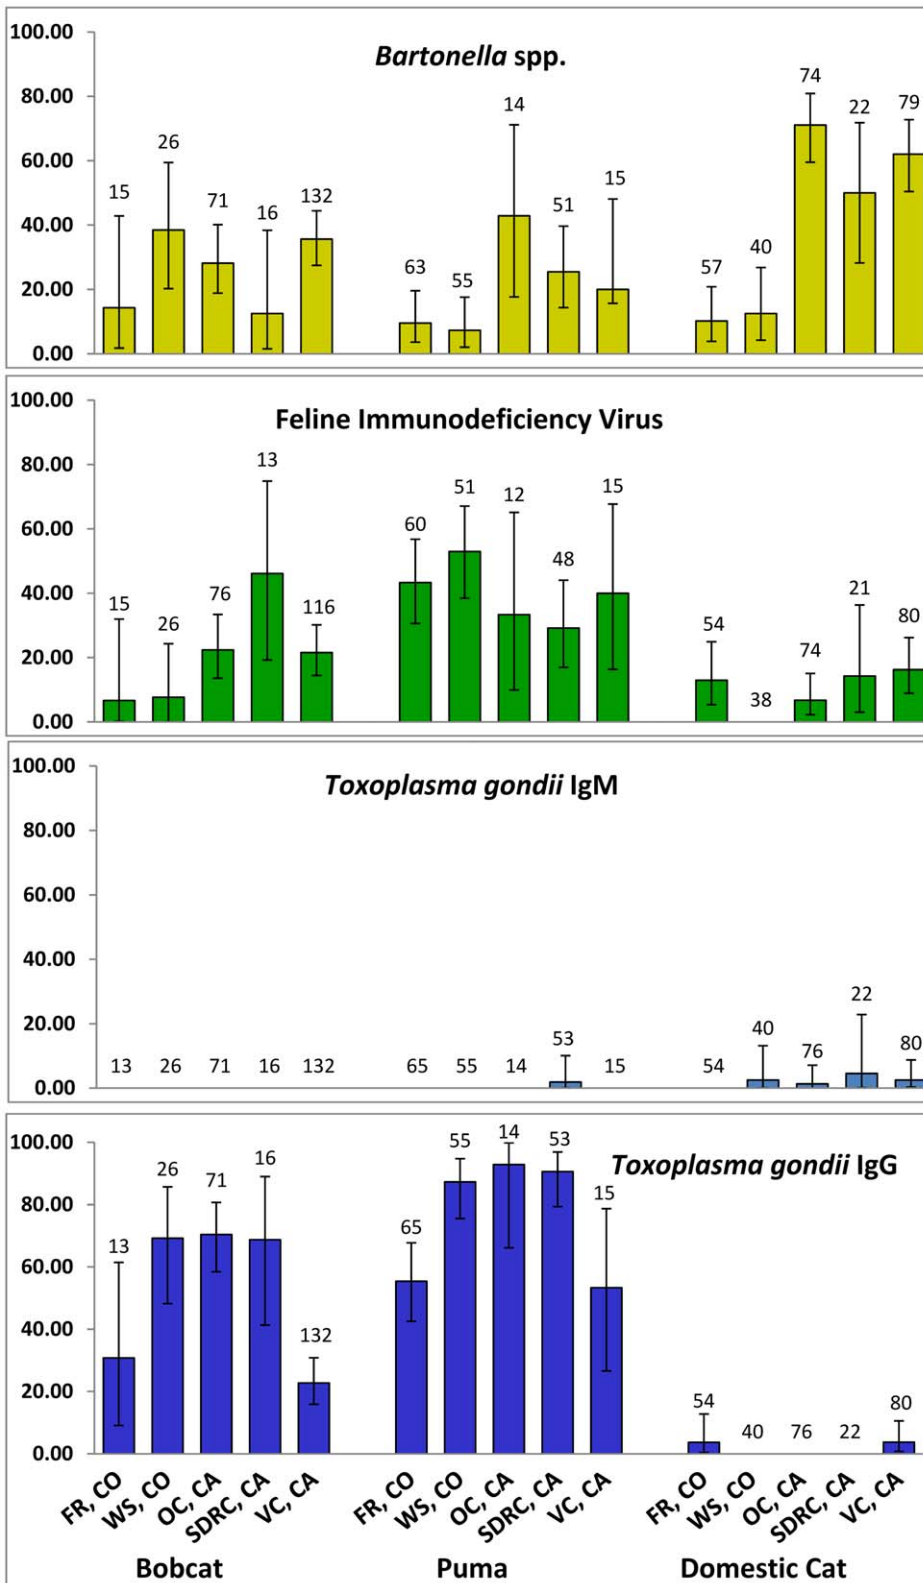 100.00
Bartonella spp.
80.00
60.00
40.00
20.00
0.00
15 26 71 16 132 63 55 14 51 15 57 40 74 22 79
100.00
Feline Immunodeficiency Virus
80.00
60.00
40.00
20.00
0.00
15 26 76 13 116 60 51 12 48 15 54 38 74 21 80
100.00
Toxoplasma gondii IgM
80.00
60.00
40.00
20.00
0.00
13 26 71 16 132 65 55 14 53 15 54 40 76 22 80
100.00
Toxoplasma gondii IgG
80.00
60.00
40.00
20.00
0.00
13 26 71 16 132 65 55 14 53 15 54 40 76 22 80
FR, CO WS, CO OC, CA SDRC, CA VC, CA FR, CO WS, CO OC, CA SDRC, CA VC, CA FR, CO WS, CO OC, CA SDRC, CA VC, CA
Bobcat Puma Domestic Cat